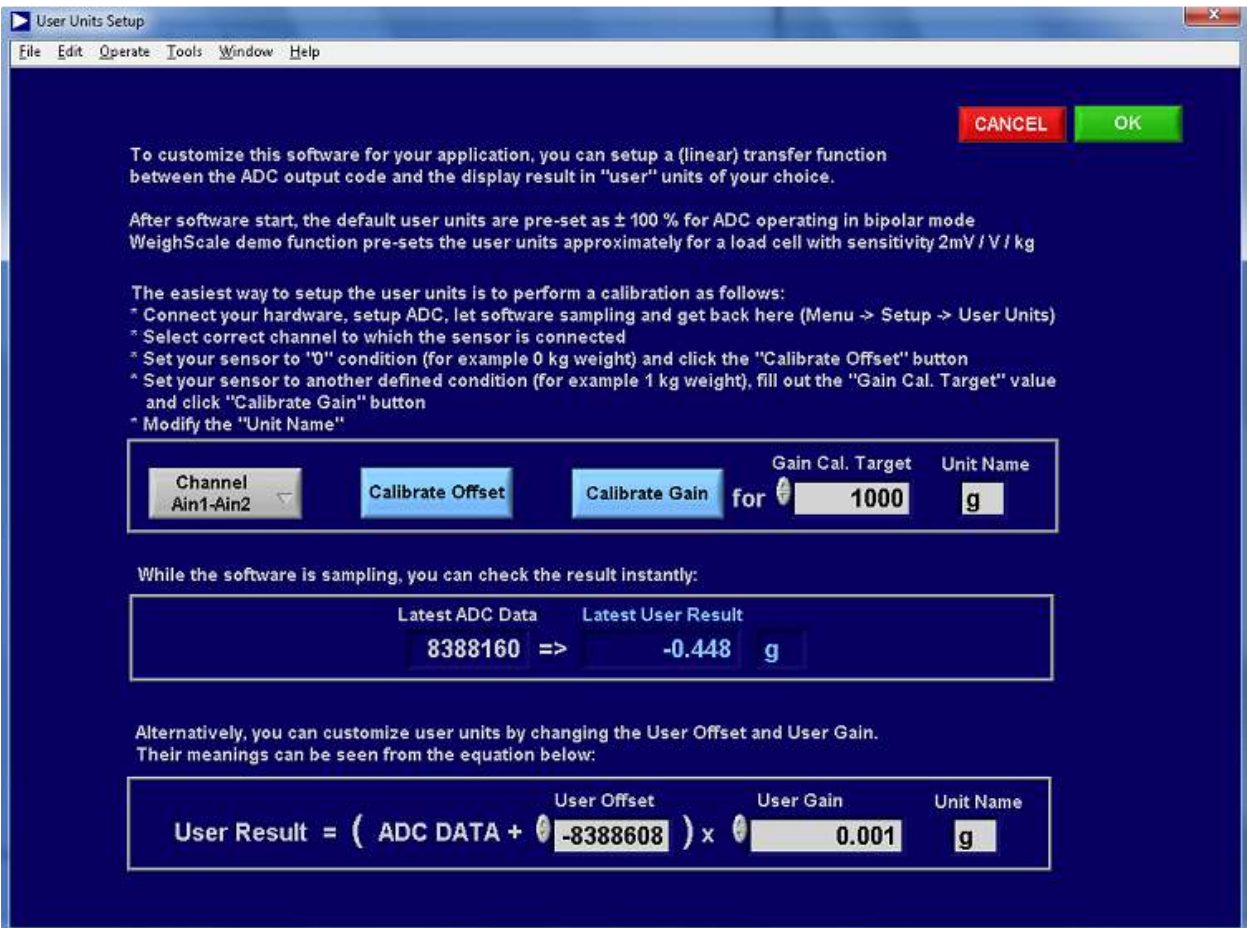 User Units Setup
File Edit Operate Tools Window Help
CANCEL OK
To customize this software for your application, you can setup a (linear) transfer function
between the ADC output code and the display result in "user" units of your choice.
After software start, the default user units are pre-set as ± 100 % for ADC operating in bipolar mode
WeighScale demo function pre-sets the user units approximately for a load cell with sensitivity 2mV / V / kg
The easiest way to setup the user units is to perform a calibration as follows:
* Connect your hardware, setup ADC, let software sampling and get back here (Menu -> Setup -> User Units)
* Select correct channel to which the sensor is connected
* Set your sensor to "0" condition (for example 0 kg weight) and click the "Calibrate Offset" button
* Set your sensor to another defined condition (for example 1 kg weight), fill out the "Gain Cal. Target" value
and click "Calibrate Gain" button
* Modify the "Unit Name"
Gain Cal. Target Unit Name
Channel
Ain1-Ain2
Calibrate Offset Calibrate Gain for 1000 g
While the software is sampling, you can check the result instantly:
Latest ADC Data Latest User Result
8388160 => -0.448 g
Alternatively, you can customize user units by changing the User Offset and User Gain.
Their meanings can be seen from the equation below:
User Offset User Gain Unit Name
User Result = ( ADC DATA + -8388608 ) x 0.001 g